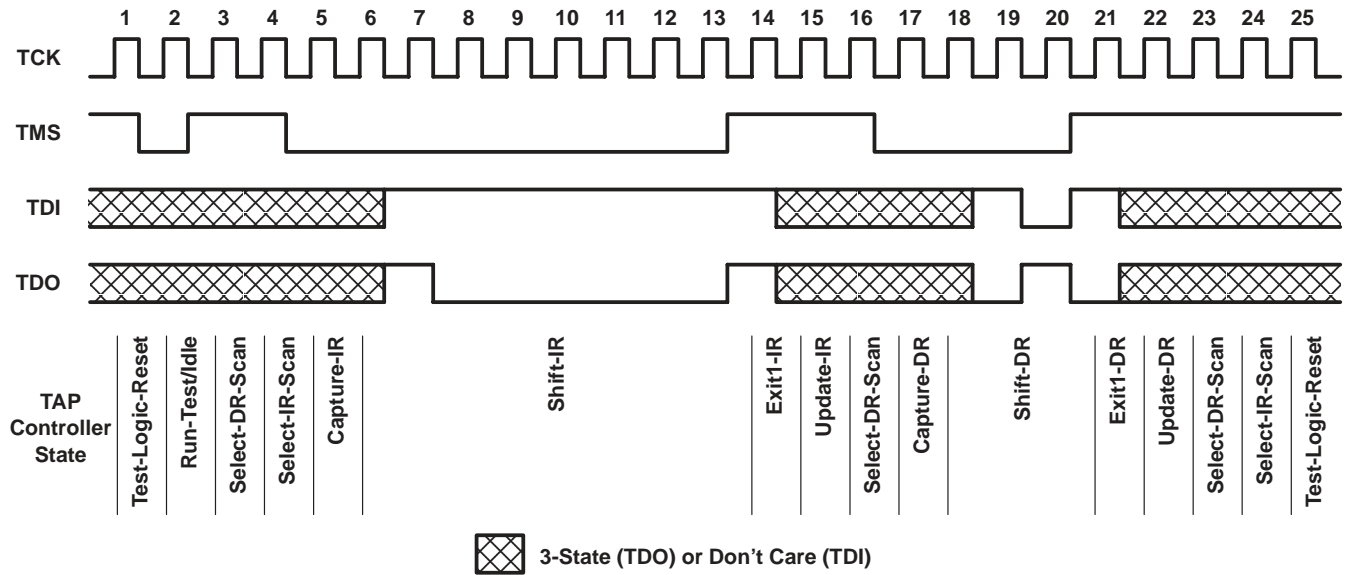 1 2 3 4 5 6 7 8 9 10 11 12 13 14 15 16 17 18 19 20 21 22 23 24 25
TCK
TMS
TDI
TDO
TAP
Controller
State
Test-Logic-Reset
Run-Test/Idle
Select-DR-Scan
Select-IR-Scan
Capture-IR
Shift-IR
Exit1-IR
Update-IR
Select-DR-Scan
Capture-DR
Shift-DR
Exit1-DR
Update-DR
Select-DR-Scan
Select-IR-Scan
Test-Logic-Reset
3-State (TDO) or Don't Care (TDI)